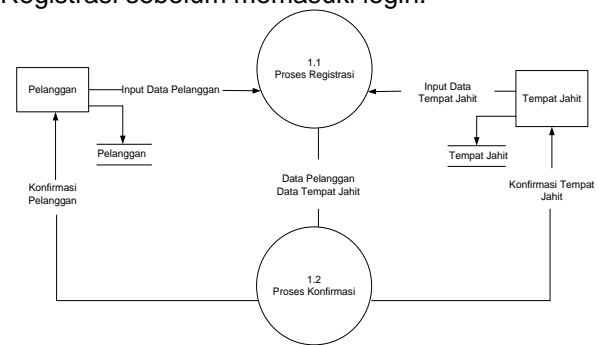 Registrasi sebelum memasuki login.
1.1
Proses Registrasi
Pelanggan
Input Data Pelanggan
Input Data
Tempat Jahit
Tempat Jahit
Pelanggan
Tempat Jahit
Konfirmasi
Pelanggan
Data Pelanggan
Data Tempat Jahit
Konfirmasi Tempat
Jahit
1.2
Proses Konfirmasi